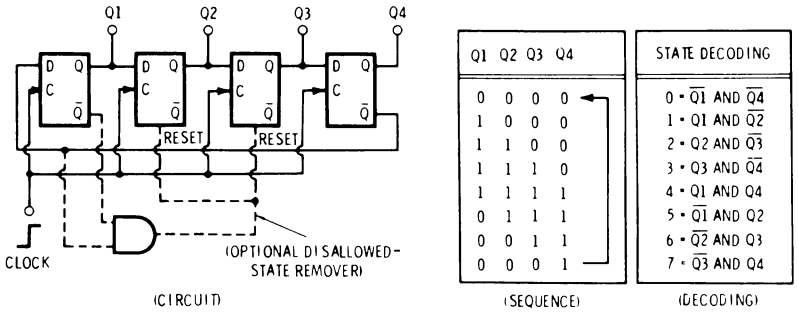 Q1 Q2 Q3 Q4
D Q D Q D Q D Q
C C C C
Q̅ Q̅ Q̅ Q̅
RESET RESET
CLOCK
(OPTIONAL DISALLOWED-
STATE REMOVER)
(CIRCUIT)
Q1 Q2 Q3 Q4
0 0 0 0
1 0 0 0
1 1 0 0
1 1 1 0
1 1 1 1
0 1 1 1
0 0 1 1
0 0 0 1
(SEQUENCE)
STATE DECODING
0 = Q̅1̅ AND Q̅4̅
1 = Q1 AND Q̅2̅
2 = Q2 AND Q̅3̅
3 = Q3 AND Q̅4̅
4 = Q1 AND Q4
5 = Q̅1̅ AND Q2
6 = Q̅2̅ AND Q3
7 = Q̅3̅ AND Q4
(DECODING)